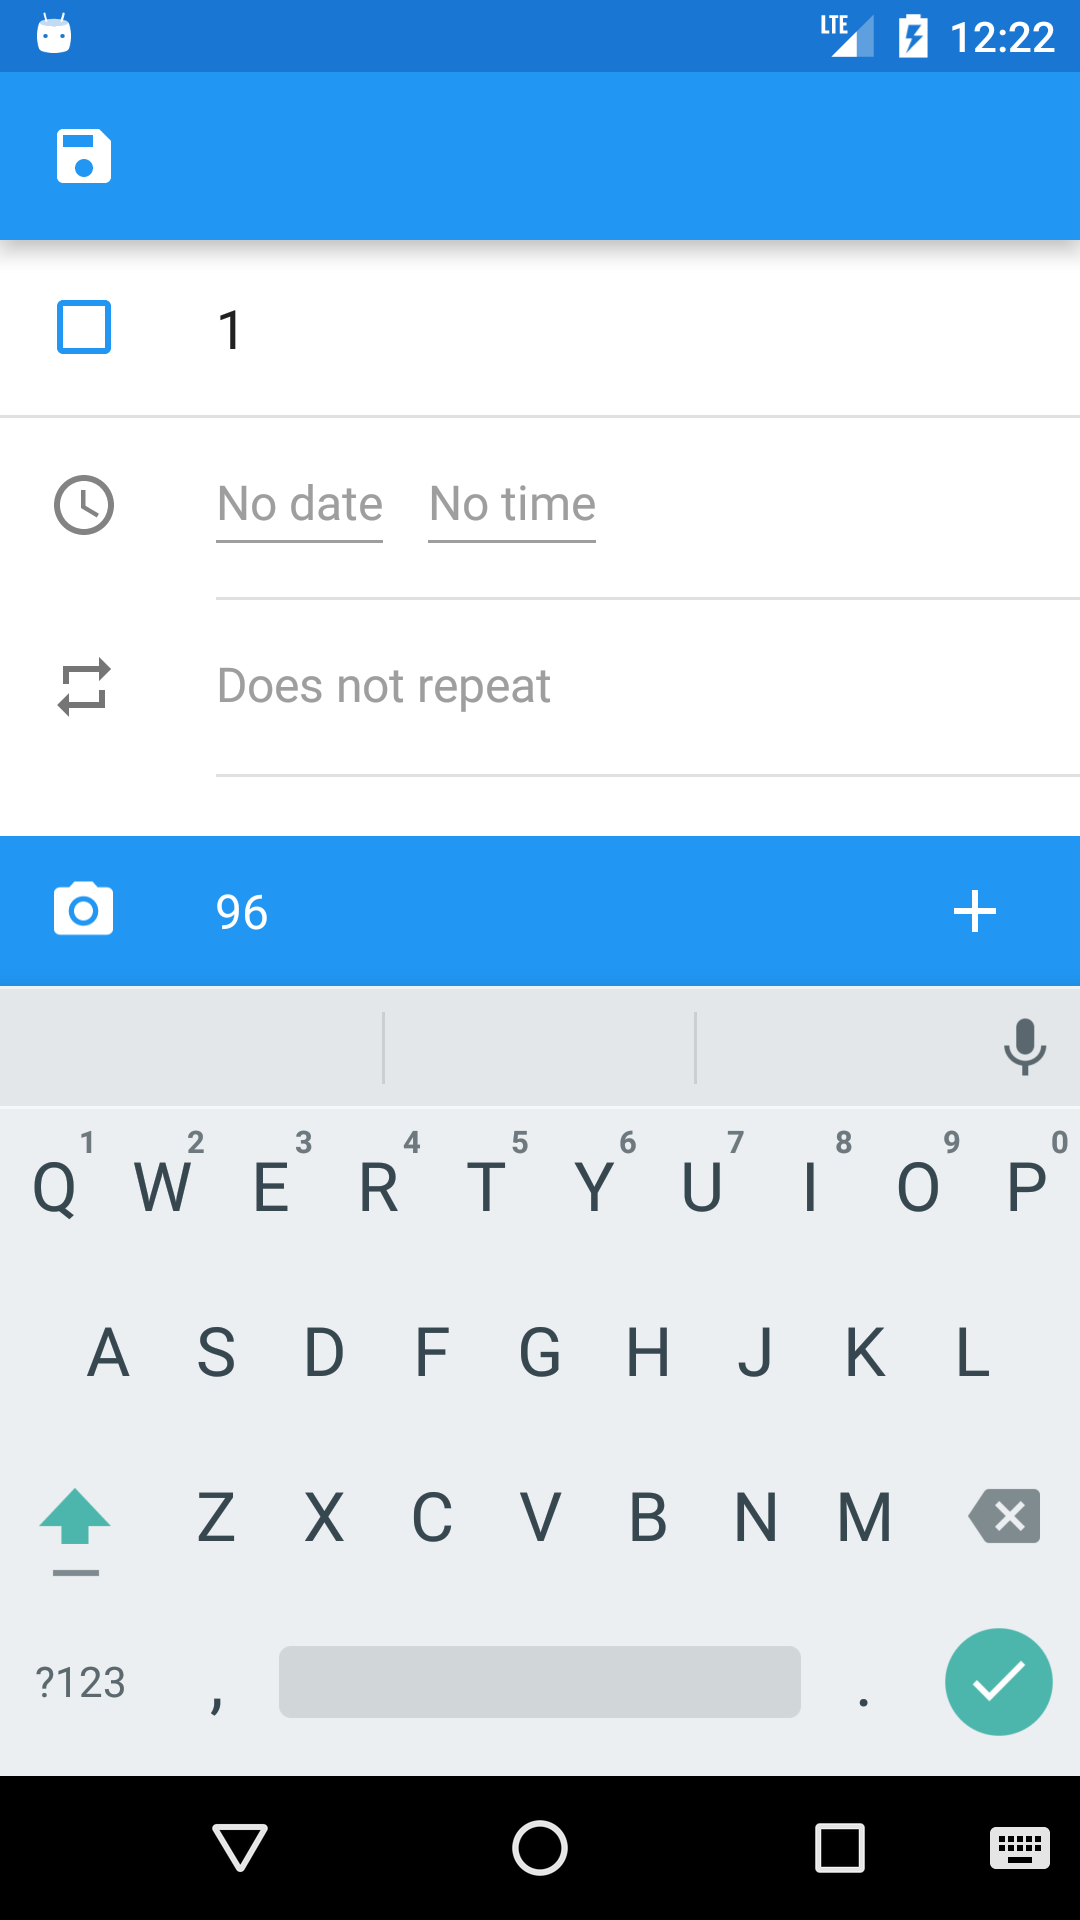 LTE 12:22
1
No date No time
Does not repeat
96
1 2 3 4 5 6 7 8 9 0
Q W E R T Y U I O P
A S D F G H J K L
Z X C V B N M
?123 , .